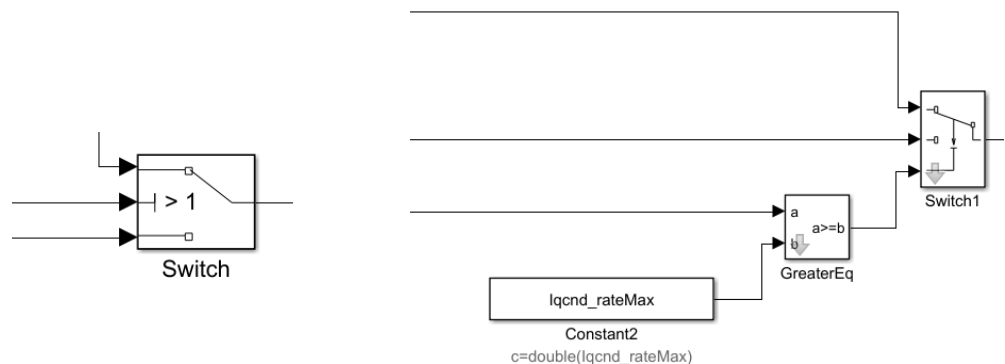 > 1
Switch
Switch1
a
b
a>=b
GreaterEq
Iqcnd_rateMax
Constant2
c=double(Iqcnd_rateMax)